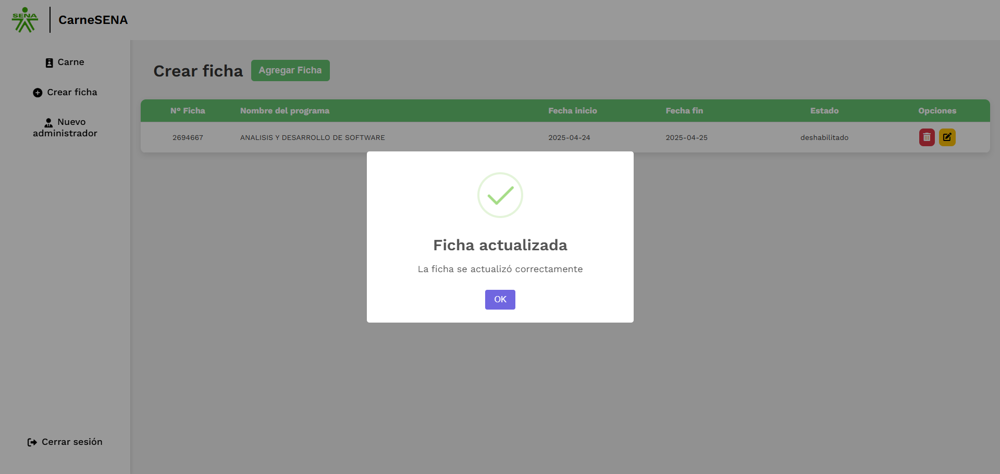 SENA
CarneSENA
Carne
Crear ficha
Nuevo
administrador
Cerrar sesión
Crear ficha
Agregar Ficha
N° Ficha Nombre del programa Fecha inicio Fecha fin Estado Opciones
2694667 ANALISIS Y DESARROLLO DE SOFTWARE 2025-04-24 2025-04-25 deshabilitado
Ficha actualizada
La ficha se actualizó correctamente
OK